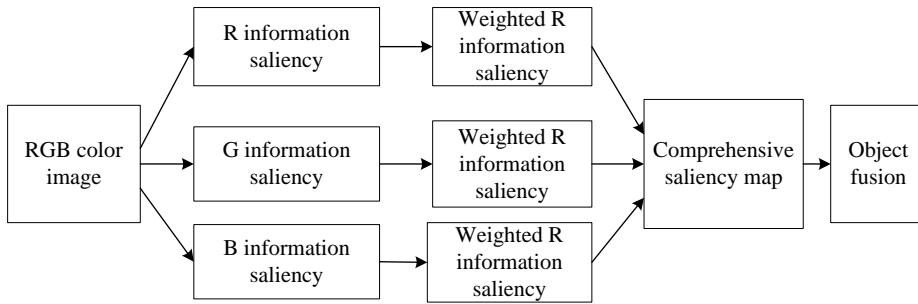 RGB color
image
R information
saliency
Weighted R
information
saliency
G information
saliency
Weighted R
information
saliency
B information
saliency
Weighted R
information
saliency
Comprehensive
saliency map
Object
fusion